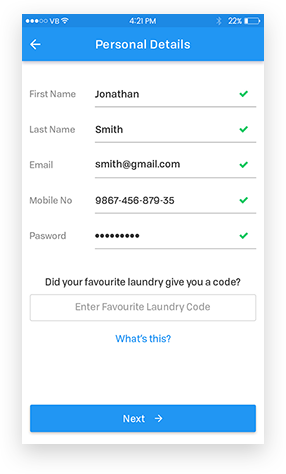 VB 4:21 PM 22%
Personal Details
First Name Jonathan
Last Name Smith
Email smith@gmail.com
Mobile No 9867-456-879-35
Pasword •••••••••
Did your favourite laundry give you a code?
Enter Favourite Laundry Code
What's this?
Next